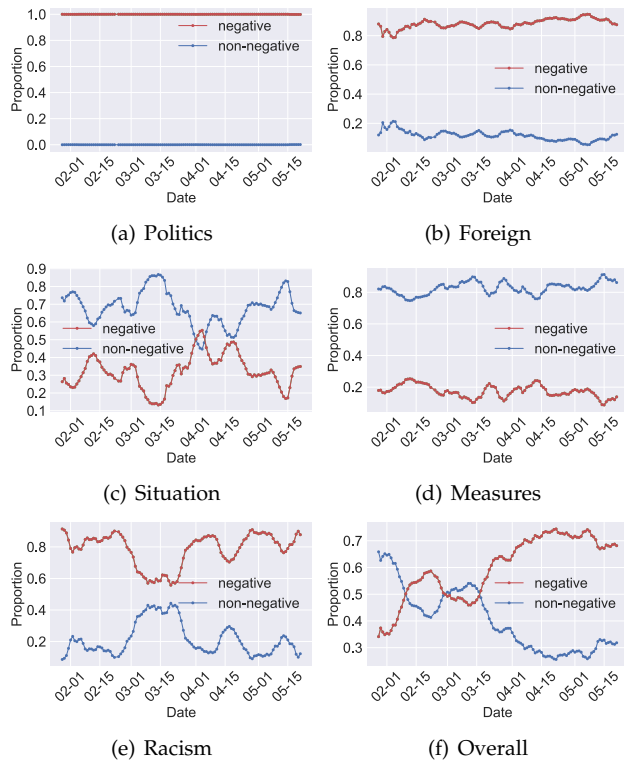 1.0
0.8
0.6
0.4
0.2
0.0
Proportion
negative
non-negative
02-01
02-15
03-01
03-15
04-01
04-15
05-01
05-15
Date
(a) Politics
0.8
0.6
0.4
0.2
Proportion
negative
non-negative
02-01
02-15
03-01
03-15
04-01
04-15
05-01
05-15
Date
(b) Foreign
0.9
0.8
0.7
0.6
0.5
0.4
0.3
0.2
0.1
Proportion
negative
non-negative
02-01
02-15
03-01
03-15
04-01
04-15
05-01
05-15
Date
(c) Situation
0.8
0.6
0.4
0.2
Proportion
negative
non-negative
02-01
02-15
03-01
03-15
04-01
04-15
05-01
05-15
Date
(d) Measures
0.8
0.6
0.4
0.2
Proportion
negative
non-negative
02-01
02-15
03-01
03-15
04-01
04-15
05-01
05-15
Date
(e) Racism
0.7
0.6
0.5
0.4
0.3
Proportion
negative
non-negative
02-01
02-15
03-01
03-15
04-01
04-15
05-01
05-15
Date
(f) Overall